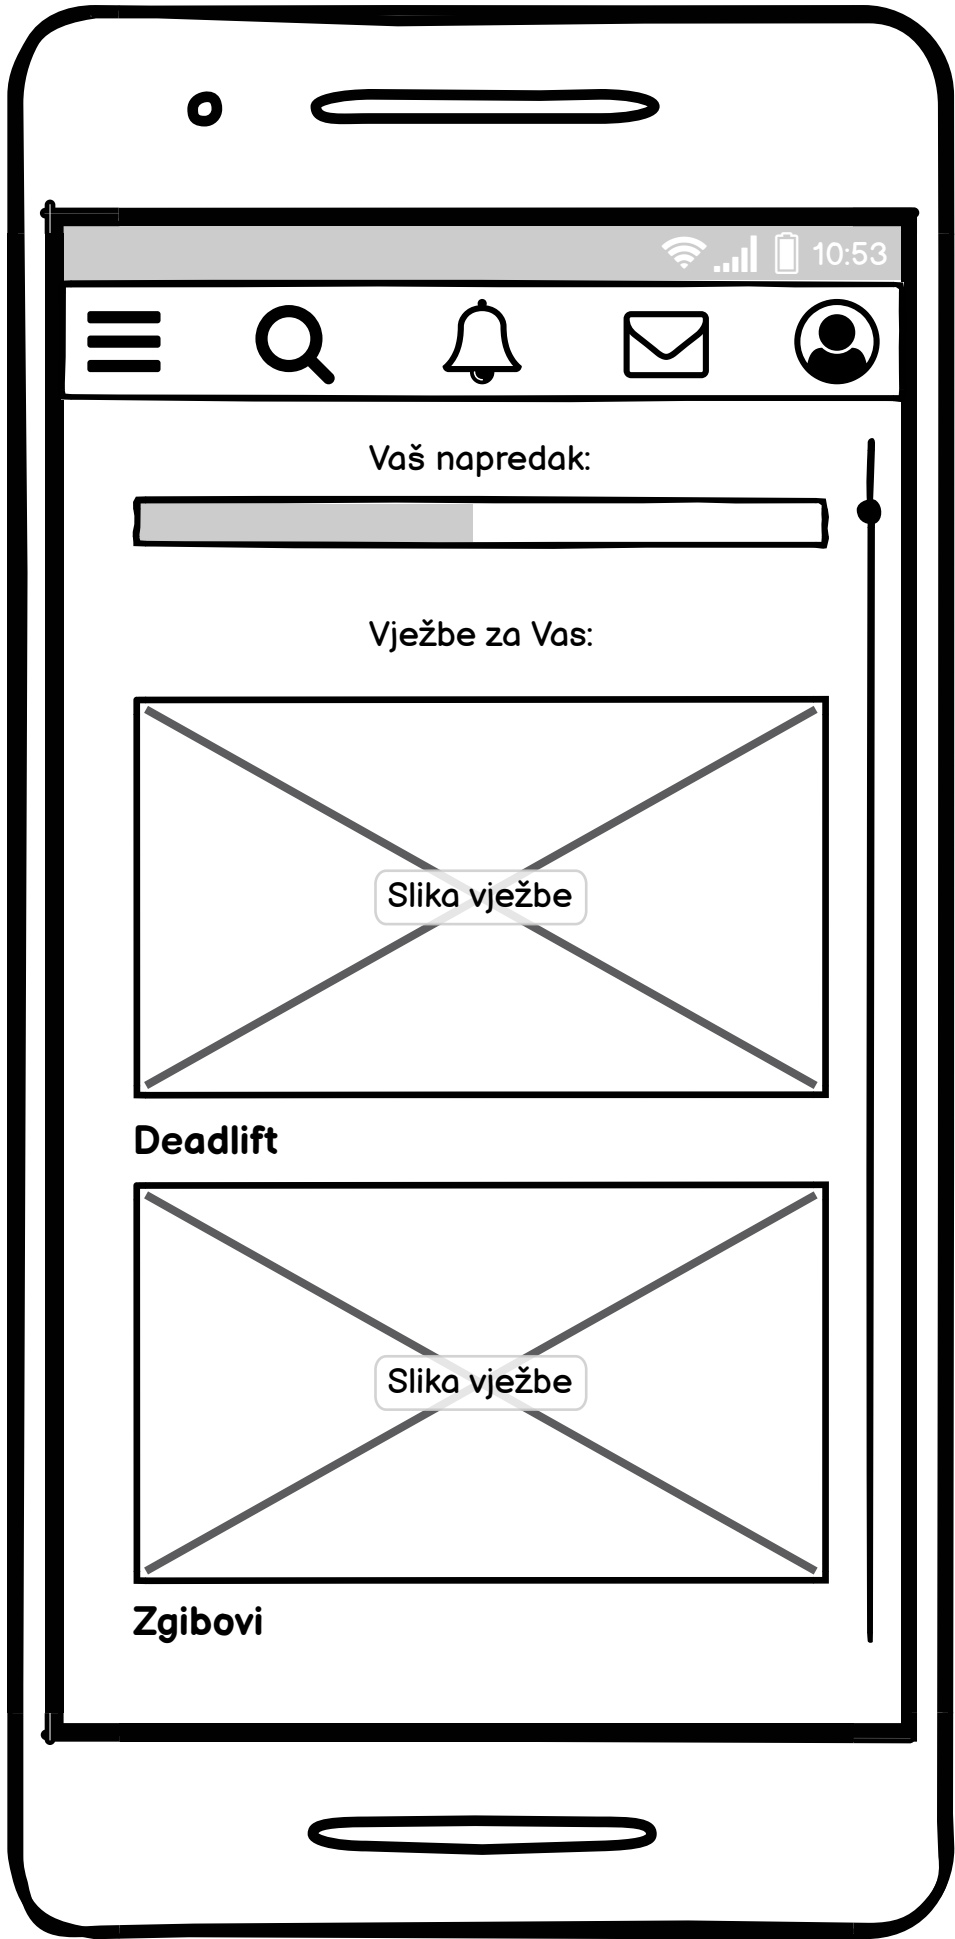 10:53
Vaš napredak:
Vježbe za Vas:
Slika vježbe
Deadlift
Slika vježbe
Zgibovi